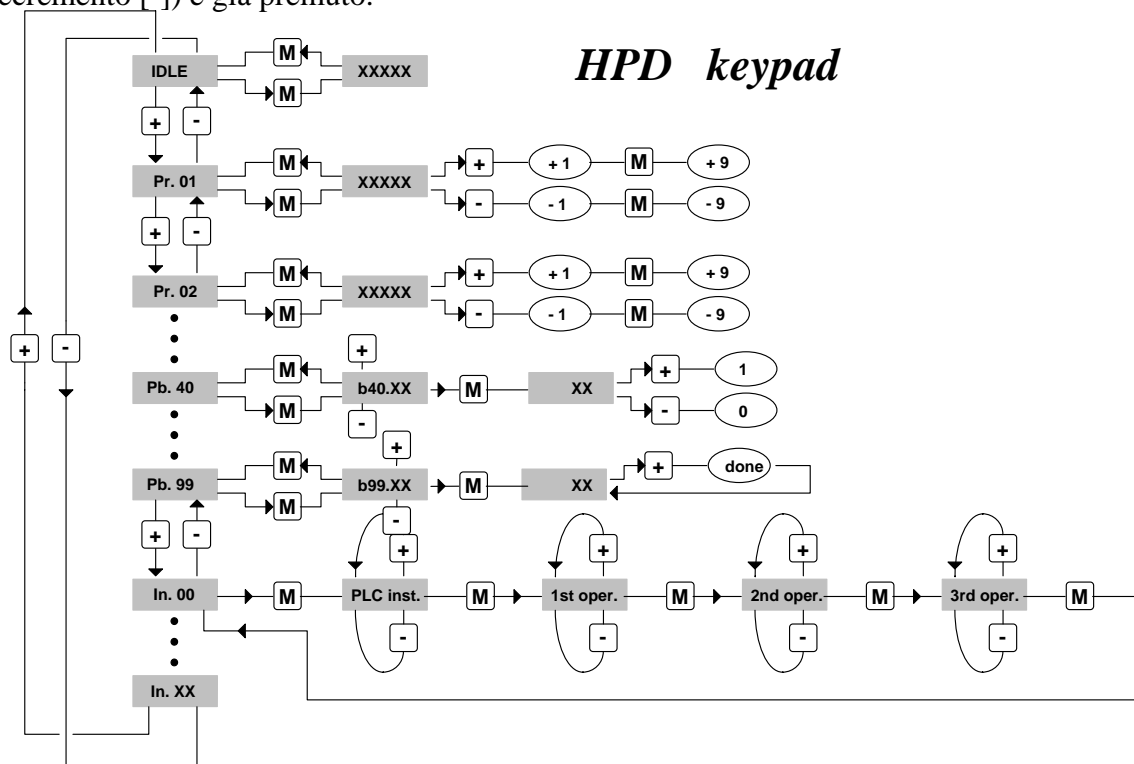 ecremento [-]) è già premuto.
HPD keypad
M
IDLE XXXXX
M
+ -
M + +1 M +9
Pr. 01 XXXXX
M - -1 M -9
+ -
M + +1 M +9
Pr. 02 XXXXX
M - -1 M -9
+ -
+
M + 1
Pb. 40 b40.XX M XX
M - 0
-
+
M + done
Pb. 99 b99.XX M XX
M
-
+ - + + + +
In. 00 M PLC inst. M 1st oper. M 2nd oper. M 3rd oper. M
- - - -
In. XX